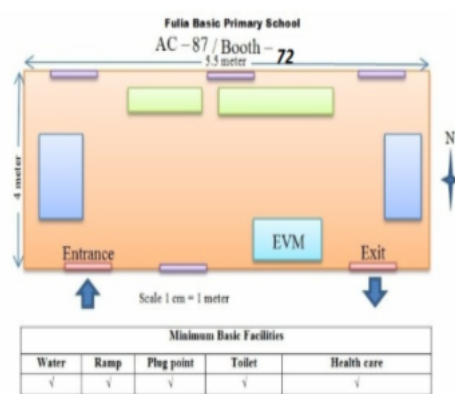 Fulia Basic Primary School
AC – 87 / Booth – 72
5.5 meter
4 meter
N
EVM
Entrance
Exit
Scale 1 cm = 1 meter
Minimum Basic Facilities
Water Ramp Plug point Toilet Health care
√ √ √ √ √